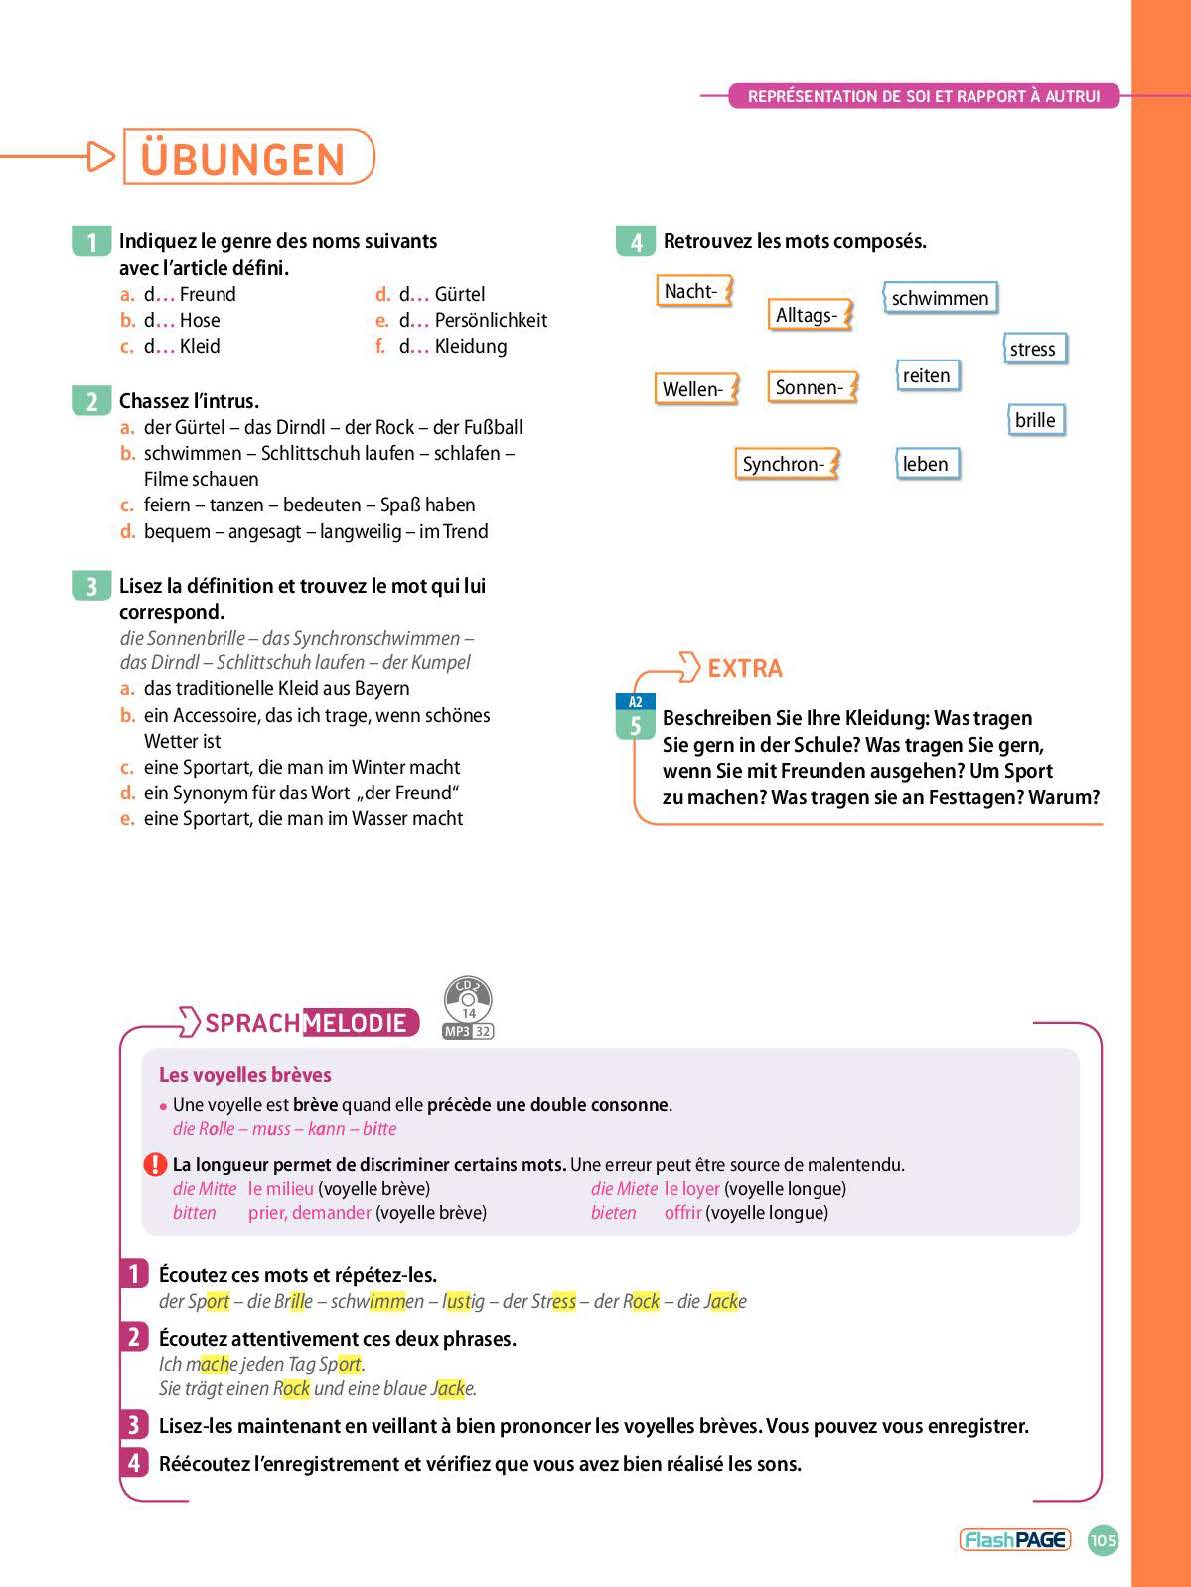 REPRÉSENTATION DE SOI ET RAPPORT À AUTRUI
ÜBUNGEN
1 Indiquez le genre des noms suivants
avec l'article défini.
a. d… Freund
b. d… Hose
c. d… Kleid
d. d… Gürtel
e. d… Persönlichkeit
f. d… Kleidung
2 Chassez l'intrus.
a. der Gürtel – das Dirndl – der Rock – der Fußball
b. schwimmen – Schlittschuh laufen – schlafen –
Filme schauen
c. feiern – tanzen – bedeuten – Spaß haben
d. bequem – angesagt – langweilig – im Trend
3 Lisez la définition et trouvez le mot qui lui
correspond.
die Sonnenbrille – das Synchronschwimmen –
das Dirndl – Schlittschuh laufen – der Kumpel
a. das traditionelle Kleid aus Bayern
b. ein Accessoire, das ich trage, wenn schönes
Wetter ist
c. eine Sportart, die man im Winter macht
d. ein Synonym für das Wort „der Freund“
e. eine Sportart, die man im Wasser macht
4 Retrouvez les mots composés.
Nacht-
Alltags-
schwimmen
stress
Wellen-
Sonnen-
reiten
brille
Synchron-
leben
EXTRA
A2
5 Beschreiben Sie Ihre Kleidung: Was tragen
Sie gern in der Schule? Was tragen Sie gern,
wenn Sie mit Freunden ausgehen? Um Sport
zu machen? Was tragen sie an Festtagen? Warum?
SPRACHMELODIE
CD 2
14
MP3 32
Les voyelles brèves
• Une voyelle est brève quand elle précède une double consonne.
die Rolle – muss – kann – bitte
! La longueur permet de discriminer certains mots. Une erreur peut être source de malentendu.
die Mitte le milieu (voyelle brève) die Miete le loyer (voyelle longue)
bitten prier, demander (voyelle brève) bieten offrir (voyelle longue)
1 Écoutez ces mots et répétez-les.
der Sport – die Brille – schwimmen – lustig – der Stress – der Rock – die Jacke
2 Écoutez attentivement ces deux phrases.
Ich mache jeden Tag Sport.
Sie trägt einen Rock und eine blaue Jacke.
3 Lisez-les maintenant en veillant à bien prononcer les voyelles brèves. Vous pouvez vous enregistrer.
4 Réécoutez l'enregistrement et vérifiez que vous avez bien réalisé les sons.
FlashPAGE 105